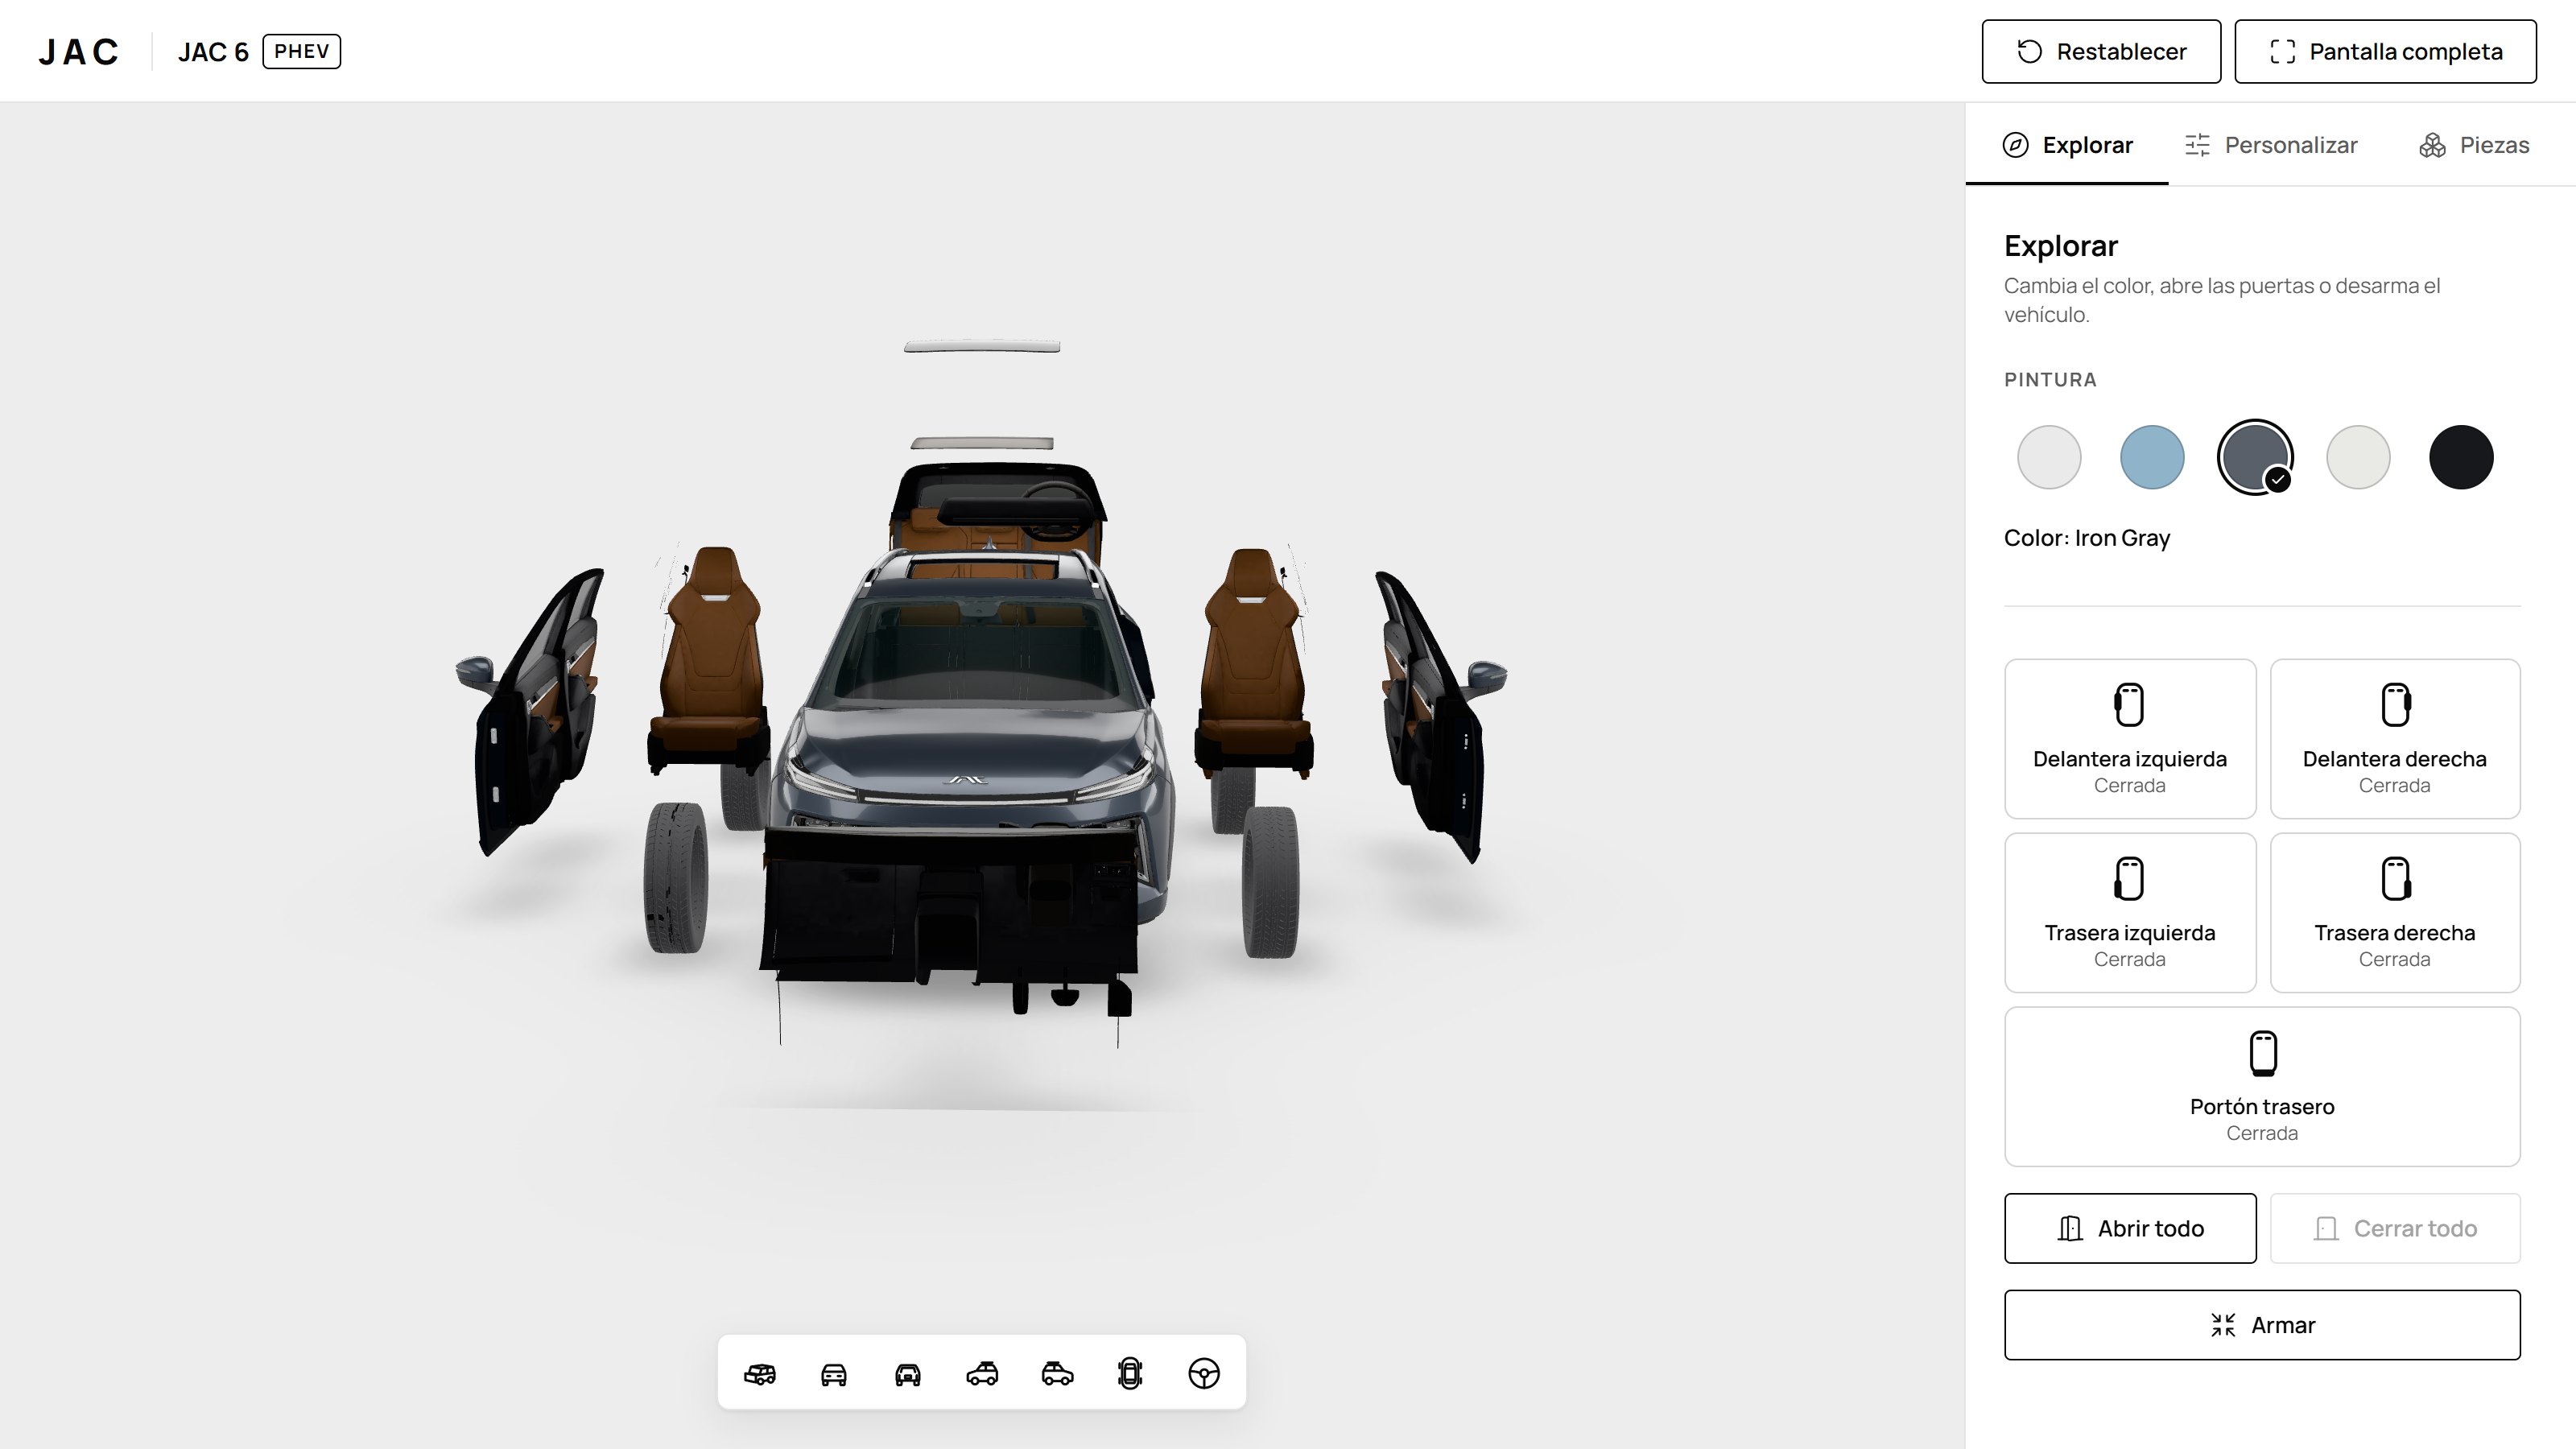 JAC
JAC 6
PHEV
Restablecer
Pantalla completa
Explorar
Personalizar
Piezas
Explorar
Cambia el color, abre las puertas o desarma el
vehículo.
PINTURA
Color: Iron Gray
Delantera izquierda
Cerrada
Delantera derecha
Cerrada
Trasera izquierda
Cerrada
Trasera derecha
Cerrada
Portón trasero
Cerrada
Abrir todo
Cerrar todo
Armar
JAC